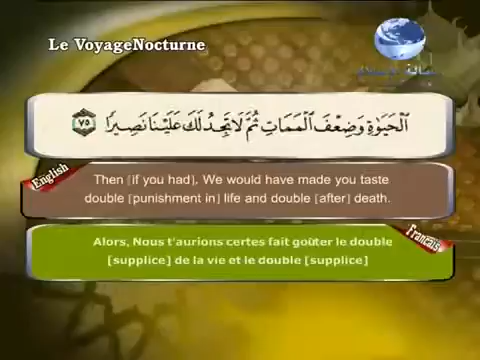 Le VoyageNocturne
الْحَيَوٰةِ وَضِعْفَ الْمَمَاتِ ثُمَّ لَا تَجِدُ لَكَ عَلَيْنَا نَصِيرًا ٧٥
English
Then [if you had], We would have made you taste
double [punishment in] life and double [after] death.
Français
Alors, Nous t'aurions certes fait goûter le double
[supplice] de la vie et le double [supplice]